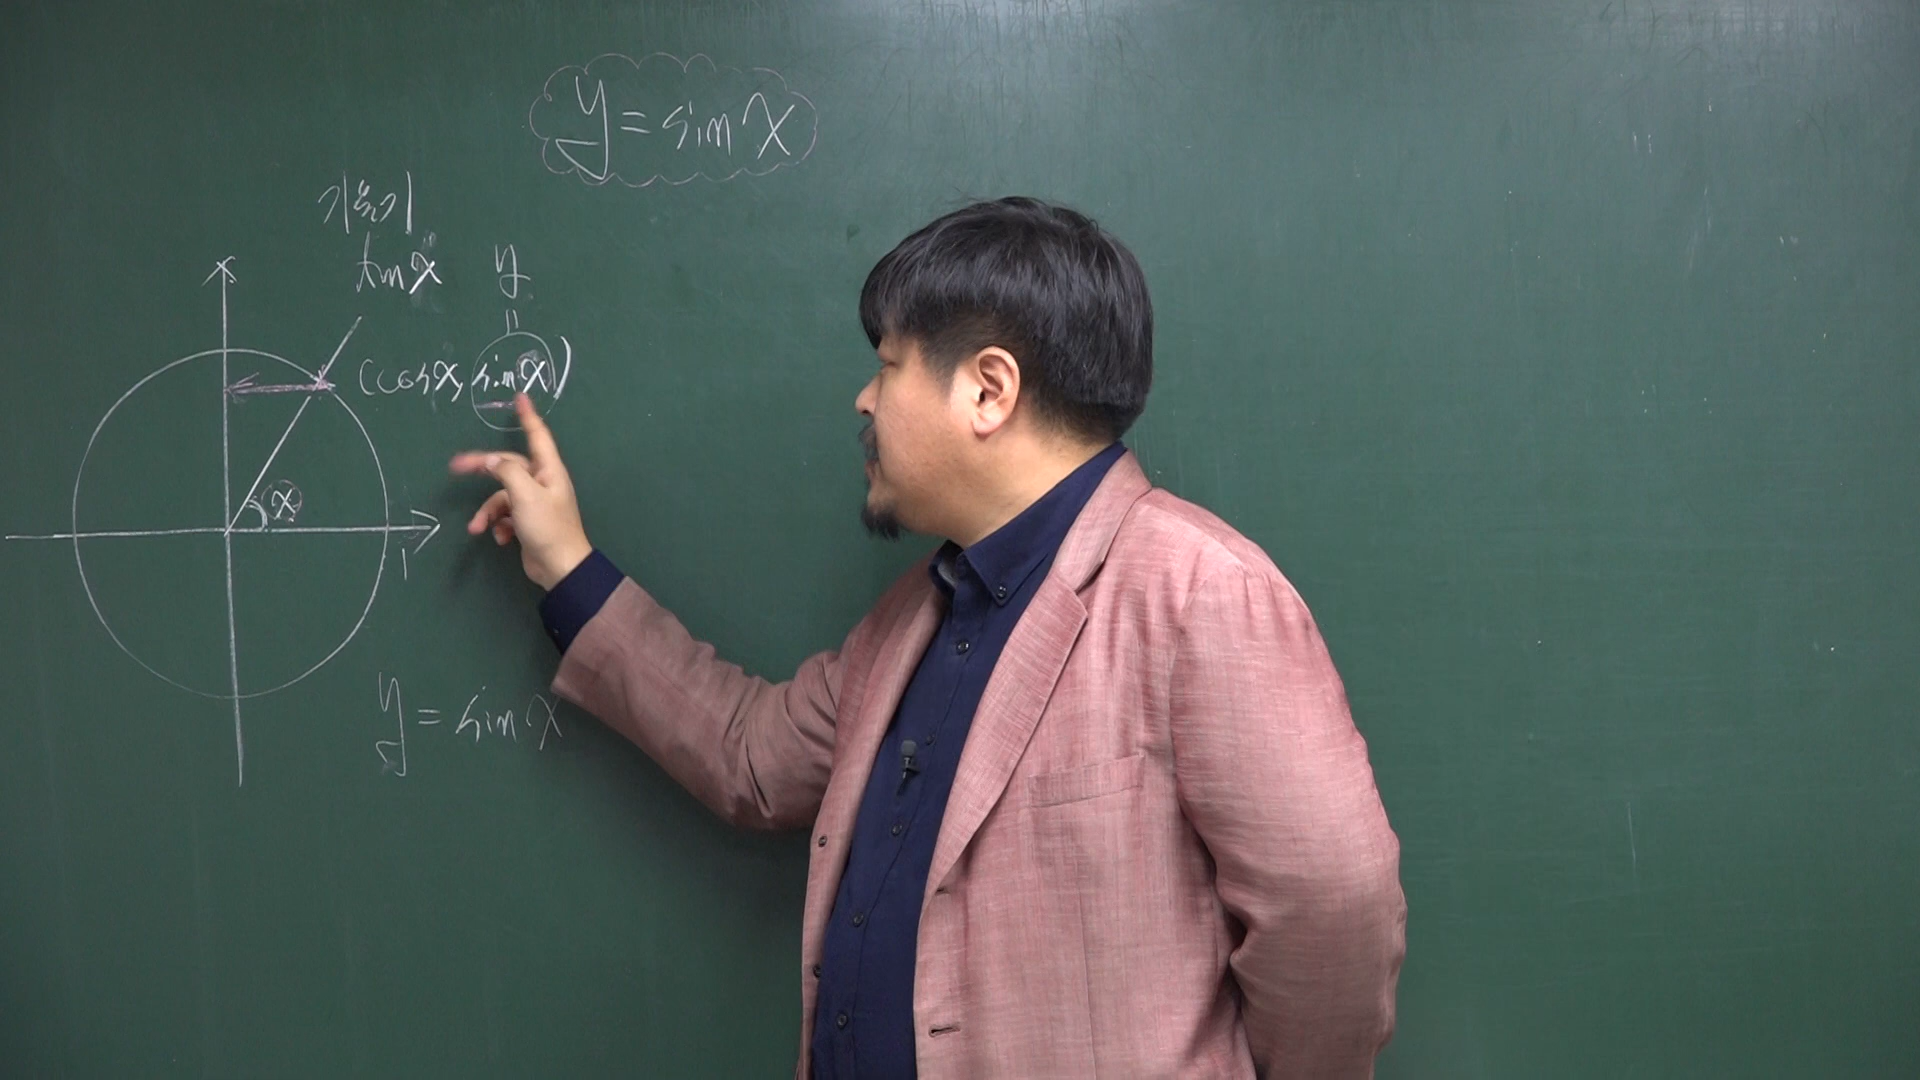 y = sin x
기울기
tan x
y
"
(cos x, sin x)
x
1
y = sin x